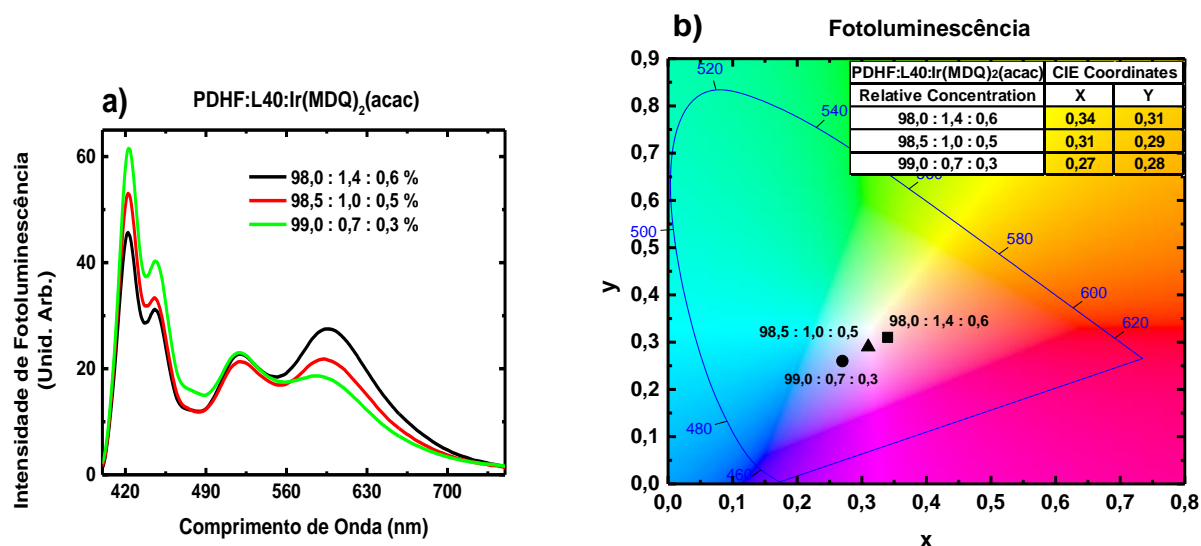 a)
PDHF:L40:Ir(MDQ)2(acac)
98,0 : 1,4 : 0,6 %
98,5 : 1,0 : 0,5 %
99,0 : 0,7 : 0,3 %
Intensidade de Fotoluminescência
(Unid. Arb.)
60
40
20
0
420 490 560 630 700
Comprimento de Onda (nm)
b)
Fotoluminescência
PDHF:L40:Ir(MDQ)2(acac) CIE Coordinates
Relative Concentration X Y
98,0 : 1,4 : 0,6 0,34 0,31
98,5 : 1,0 : 0,5 0,31 0,29
99,0 : 0,7 : 0,3 0,27 0,28
0,9
0,8
0,7
0,6
0,5
0,4
0,3
0,2
0,1
0,0
y
520
540
500
580
600
620
480
460
98,5 : 1,0 : 0,5
98,0 : 1,4 : 0,6
99,0 : 0,7 : 0,3
0,0 0,1 0,2 0,3 0,4 0,5 0,6 0,7 0,8
x